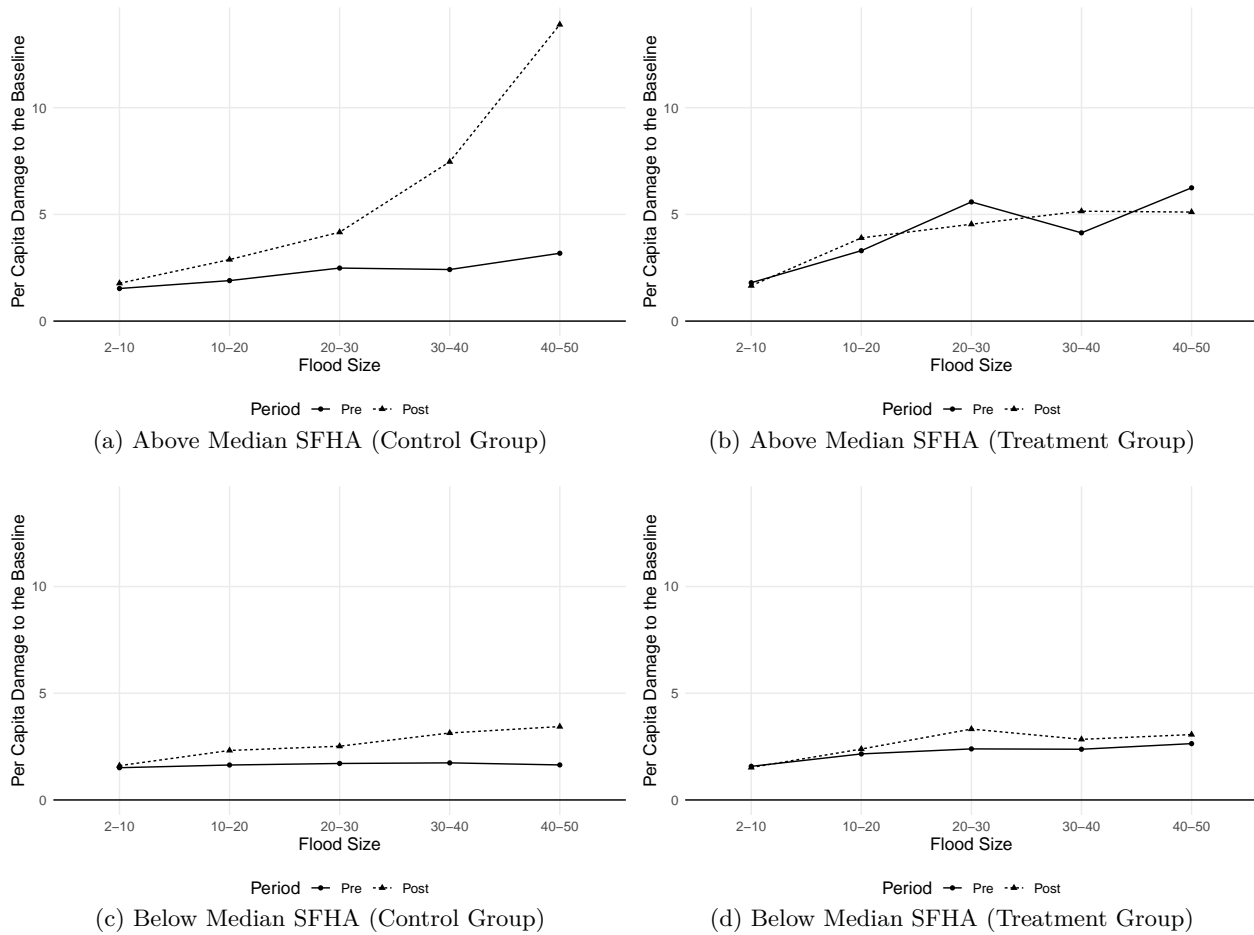 Per Capita Damage to the Baseline
10
5
0
2–10 10–20 20–30 30–40 40–50
Flood Size
Period Pre Post
(a) Above Median SFHA (Control Group)
Per Capita Damage to the Baseline
10
5
0
2–10 10–20 20–30 30–40 40–50
Flood Size
Period Pre Post
(b) Above Median SFHA (Treatment Group)
Per Capita Damage to the Baseline
10
5
0
2–10 10–20 20–30 30–40 40–50
Flood Size
Period Pre Post
(c) Below Median SFHA (Control Group)
Per Capita Damage to the Baseline
10
5
0
2–10 10–20 20–30 30–40 40–50
Flood Size
Period Pre Post
(d) Below Median SFHA (Treatment Group)